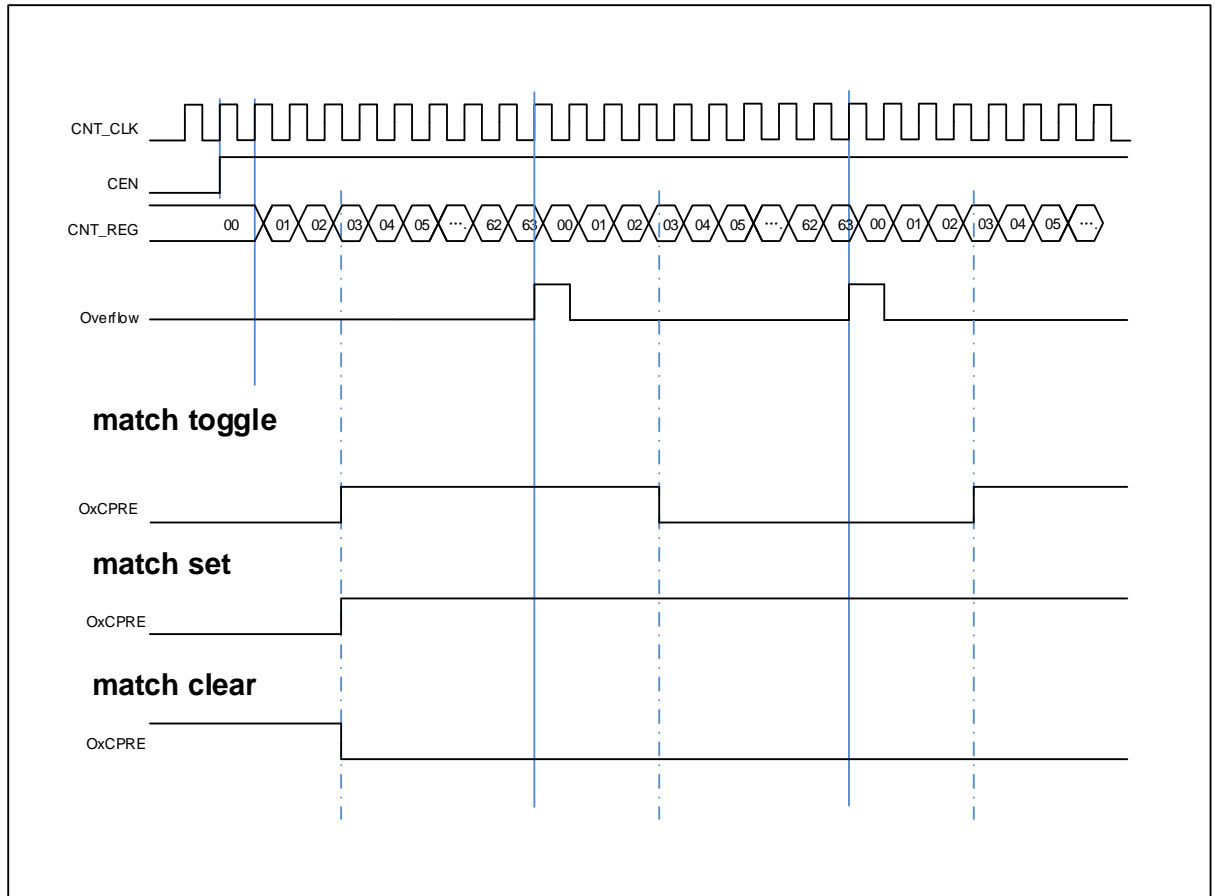 CNT_CLK
CEN
CNT_REG 00 01 02 03 04 05 ···. 62 63 00 01 02 03 04 05 ···. 62 63 00 01 02 03 04 05 ···.
Overflow
match toggle
OxCPRE
match set
OxCPRE
match clear
OxCPRE